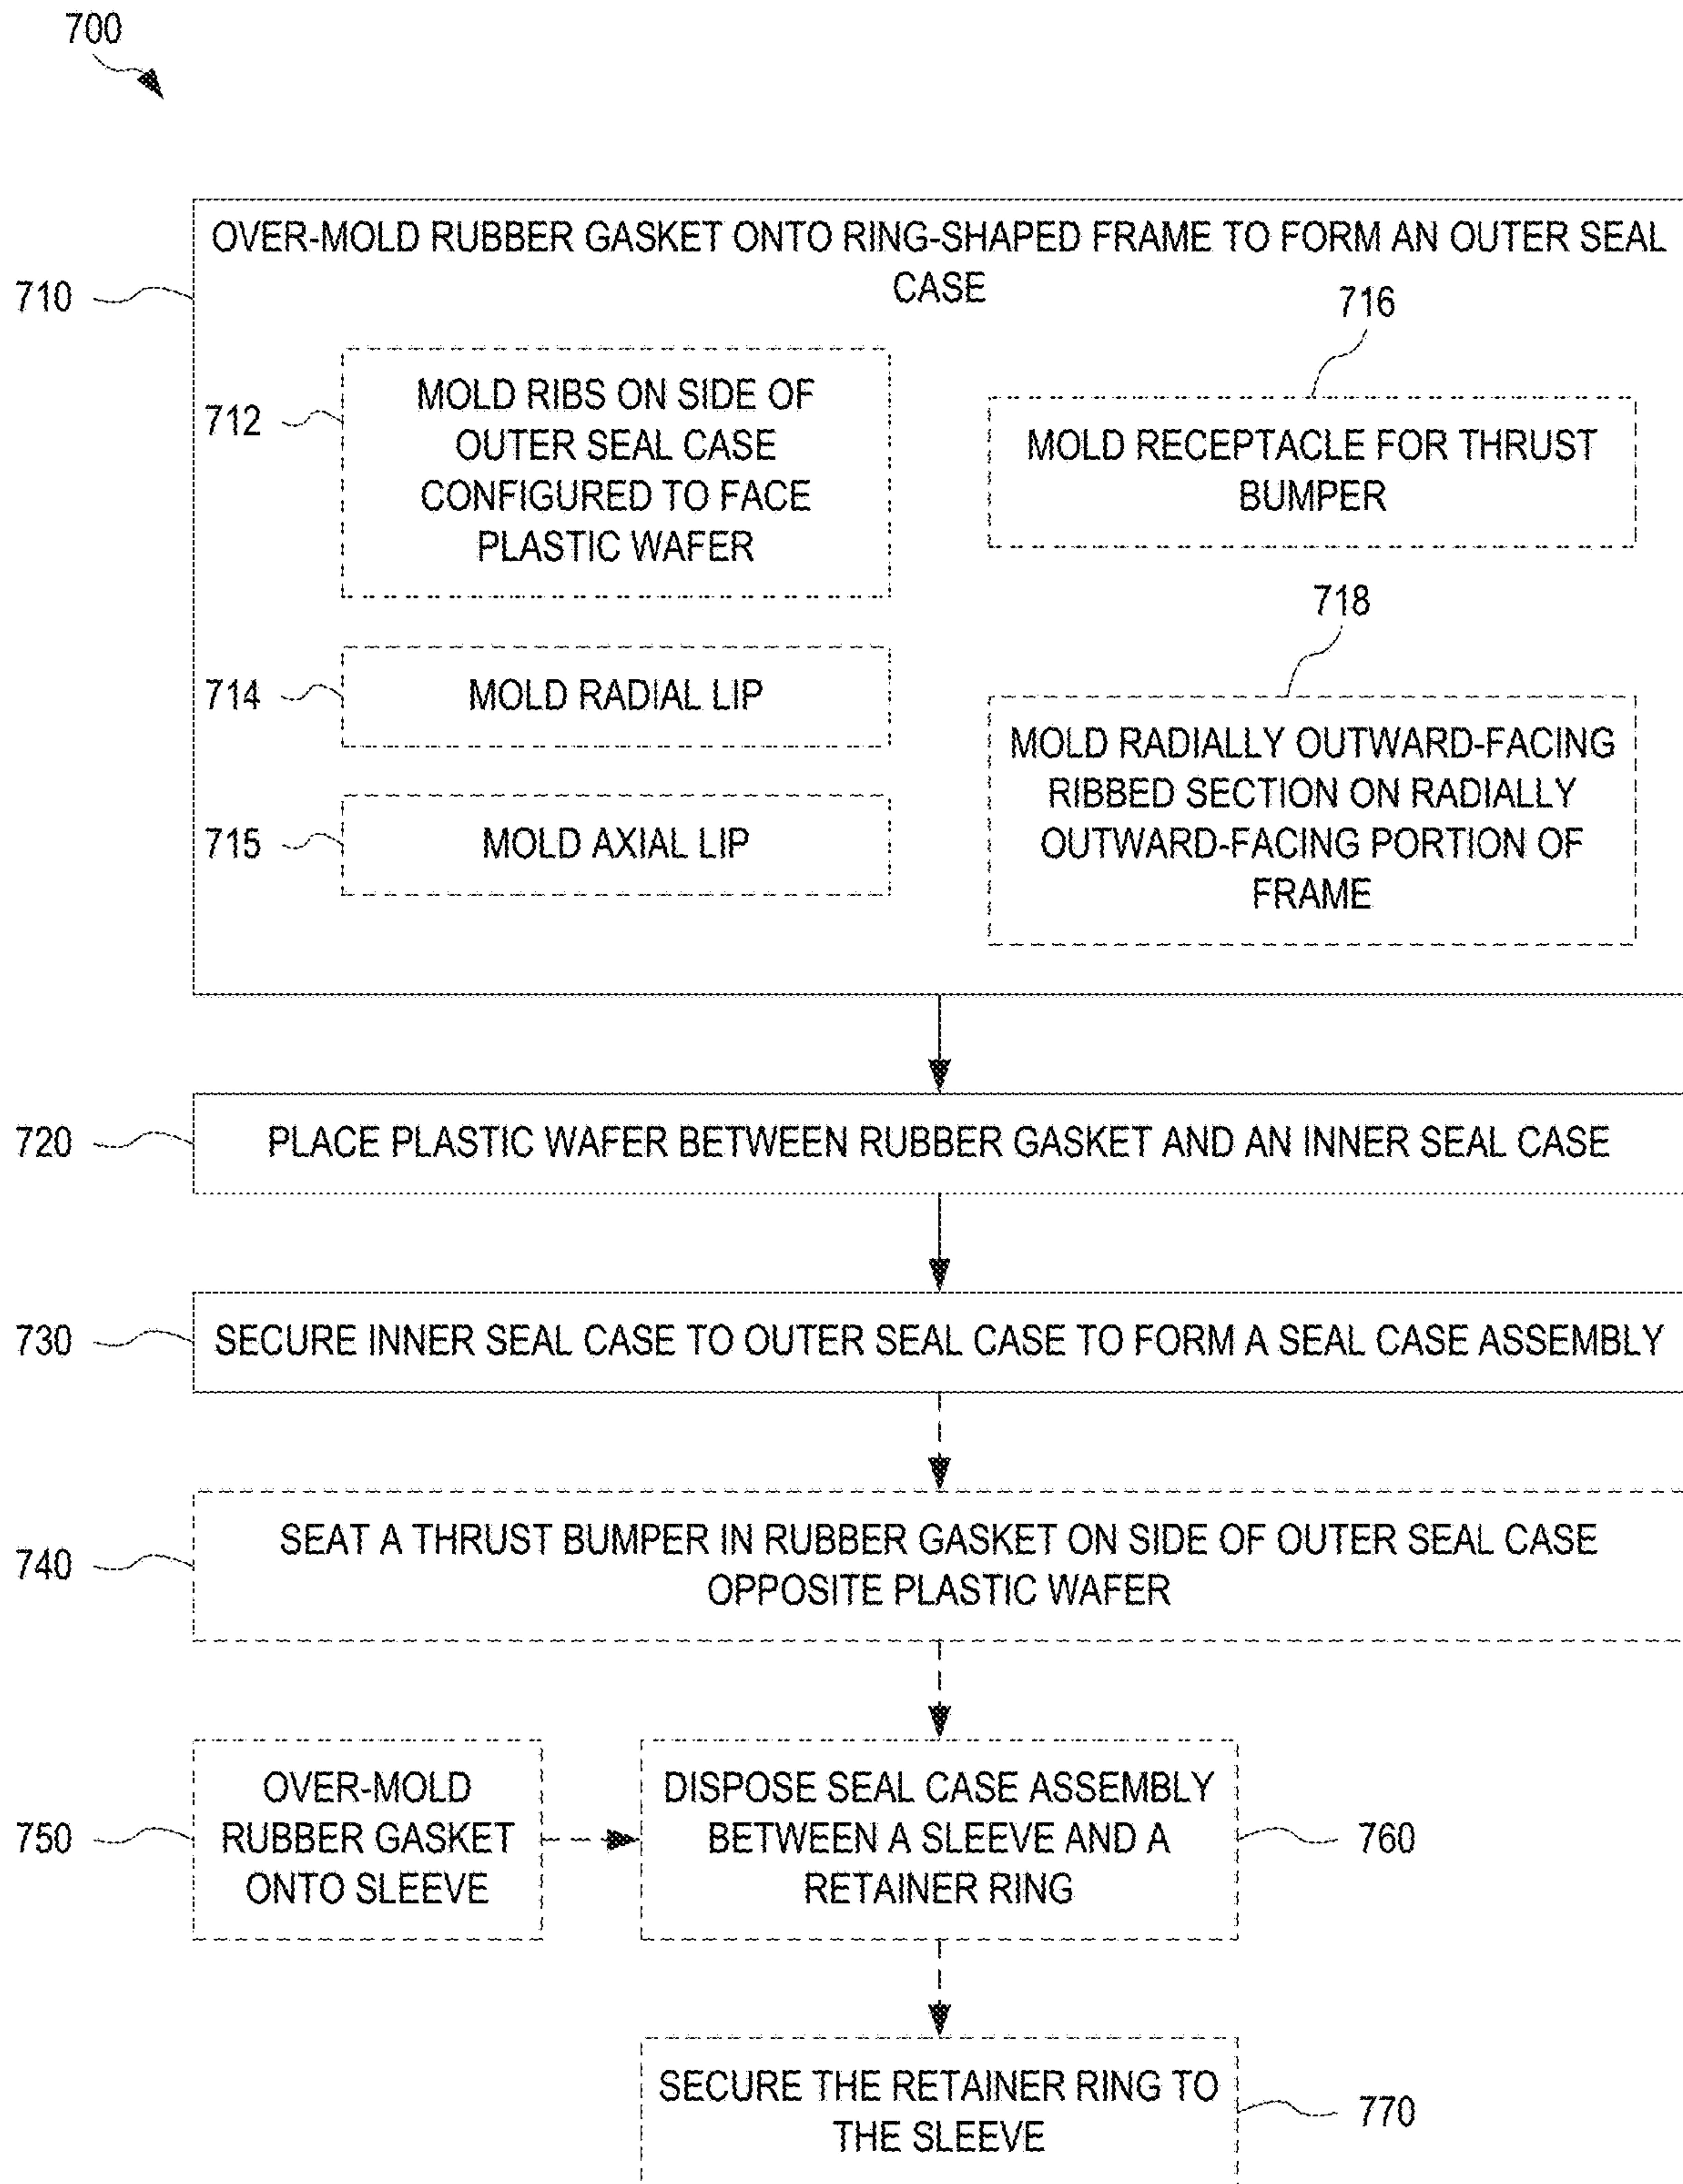 700
OVER-MOLD RUBBER GASKET ONTO RING-SHAPED FRAME TO FORM AN OUTER SEAL
CASE
710
712
MOLD RIBS ON SIDE OF
OUTER SEAL CASE
CONFIGURED TO FACE
PLASTIC WAFER
714
MOLD RADIAL LIP
715
MOLD AXIAL LIP
716
MOLD RECEPTACLE FOR THRUST
BUMPER
718
MOLD RADIALLY OUTWARD-FACING
RIBBED SECTION ON RADIALLY
OUTWARD-FACING PORTION OF
FRAME
720
PLACE PLASTIC WAFER BETWEEN RUBBER GASKET AND AN INNER SEAL CASE
730
SECURE INNER SEAL CASE TO OUTER SEAL CASE TO FORM A SEAL CASE ASSEMBLY
740
SEAT A THRUST BUMPER IN RUBBER GASKET ON SIDE OF OUTER SEAL CASE
OPPOSITE PLASTIC WAFER
750
OVER-MOLD
RUBBER GASKET
ONTO SLEEVE
DISPOSE SEAL CASE ASSEMBLY
BETWEEN A SLEEVE AND A
RETAINER RING
760
SECURE THE RETAINER RING TO
THE SLEEVE
770